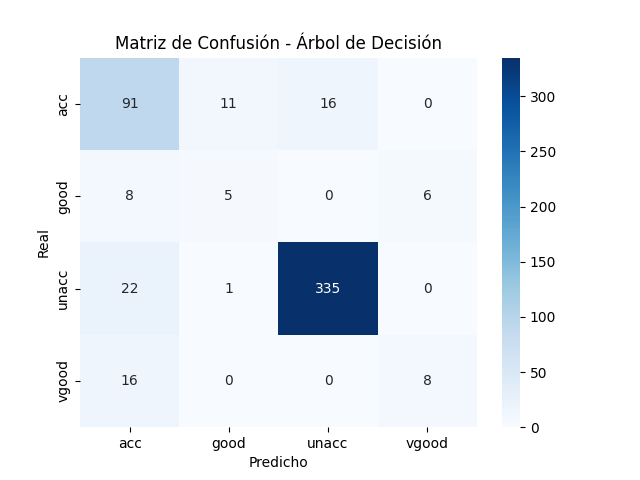 Matriz de Confusión - Árbol de Decisión
acc 91 11 16 0
good 8 5 0 6
unacc 22 1 335 0
vgood 16 0 0 8
acc good unacc vgood
Real
Predicho
300
250
200
150
100
50
0